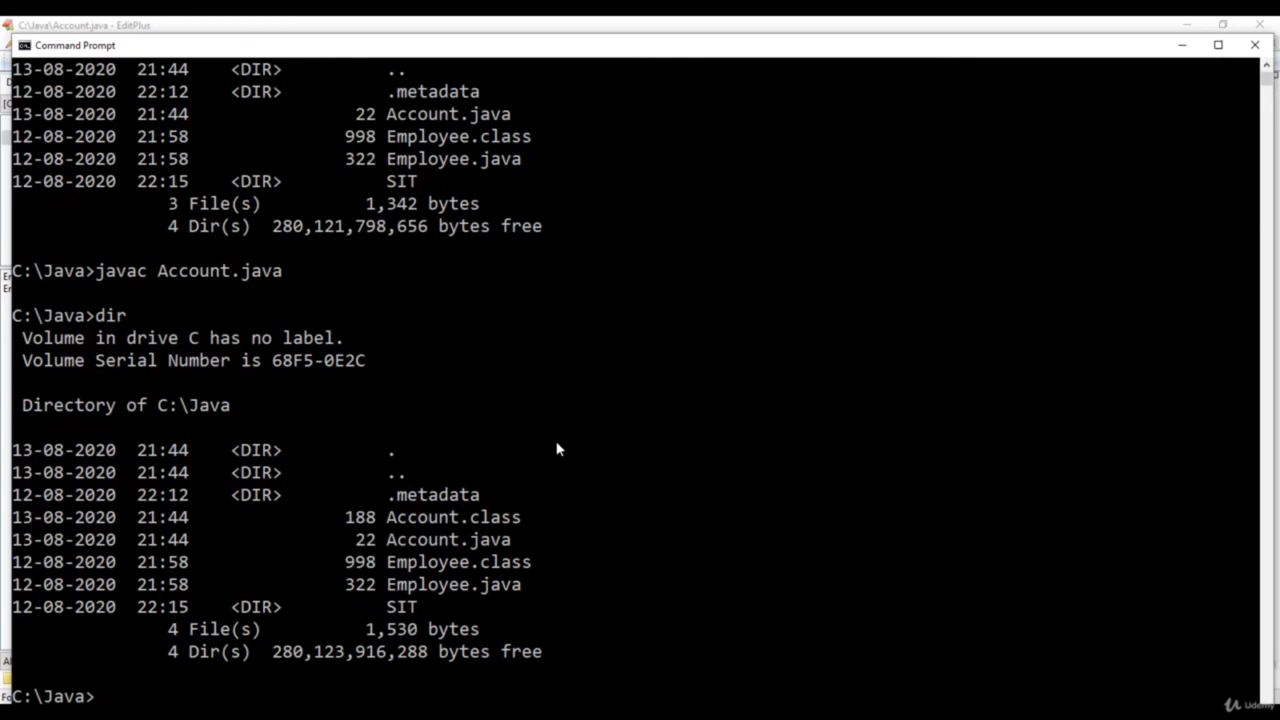 C:\Java\Account.java - EditPlus
Command Prompt
13-08-2020  21:44    <DIR>          ..
12-08-2020  22:12    <DIR>          .metadata
13-08-2020  21:44                22 Account.java
12-08-2020  21:58               998 Employee.class
12-08-2020  21:58               322 Employee.java
12-08-2020  22:15    <DIR>          SIT
3 File(s)          1,342 bytes
4 Dir(s)  280,121,798,656 bytes free
C:\Java>javac Account.java
C:\Java>dir
Volume in drive C has no label.
Volume Serial Number is 68F5-0E2C
Directory of C:\Java
13-08-2020  21:44    <DIR>          .
13-08-2020  21:44    <DIR>          ..
12-08-2020  22:12    <DIR>          .metadata
13-08-2020  21:44               188 Account.class
13-08-2020  21:44                22 Account.java
12-08-2020  21:58               998 Employee.class
12-08-2020  21:58               322 Employee.java
12-08-2020  22:15    <DIR>          SIT
4 File(s)          1,530 bytes
4 Dir(s)  280,123,916,288 bytes free
C:\Java>
Udemy